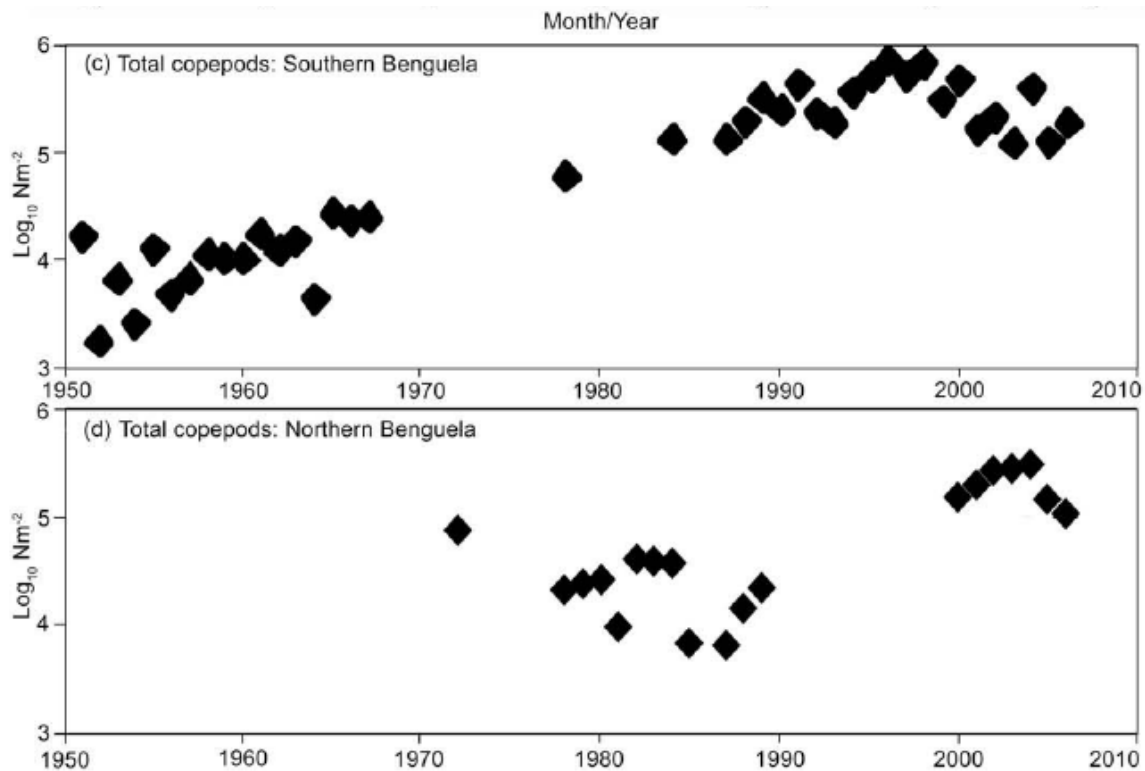 Month/Year
(c) Total copepods: Southern Benguela
6
5
4
3
Log₁₀ Nm⁻²
1950 1960 1970 1980 1990 2000 2010
(d) Total copepods: Northern Benguela
6
5
4
3
Log₁₀ Nm⁻²
1950 1960 1970 1980 1990 2000 2010